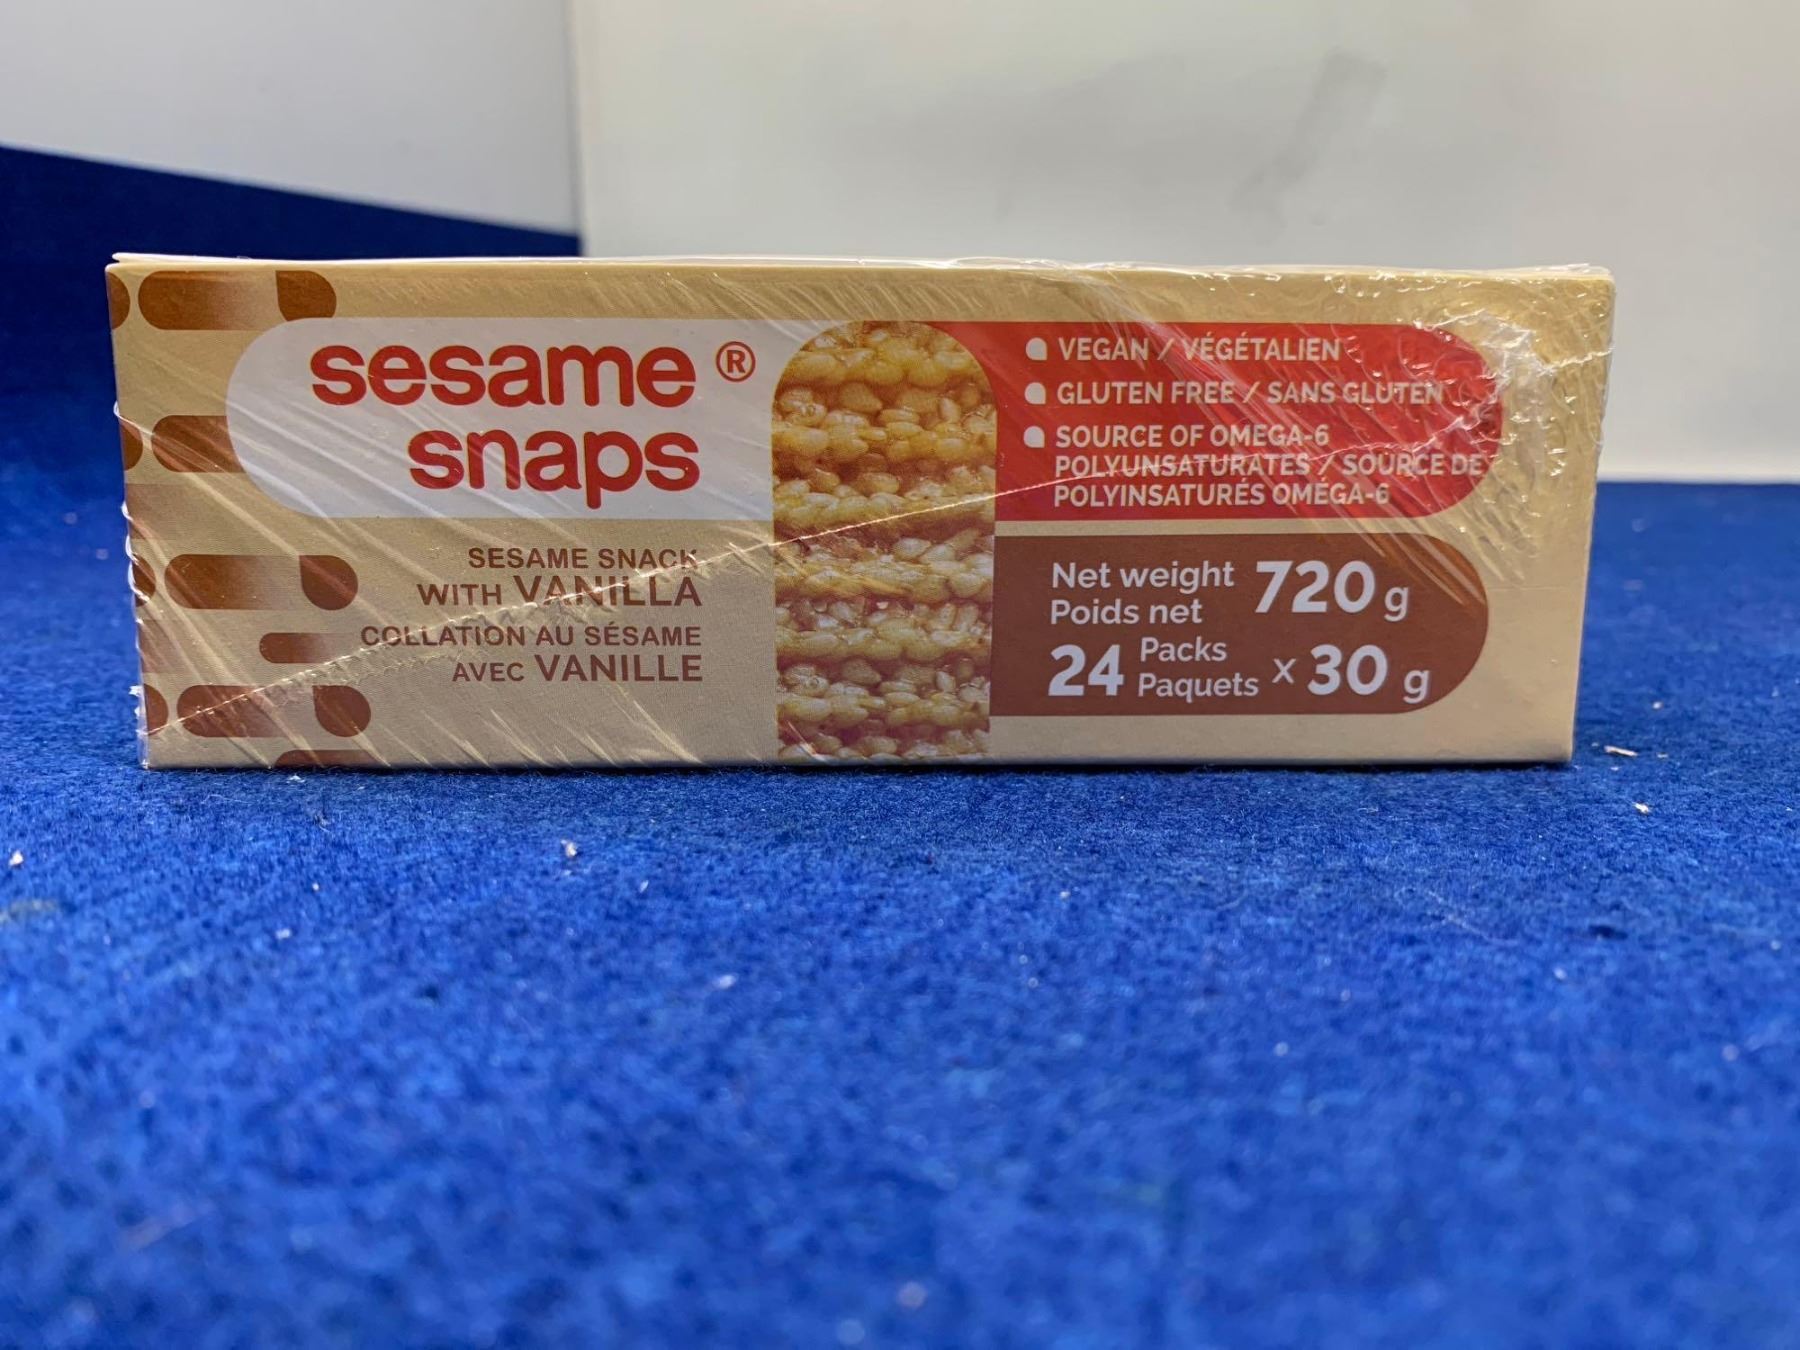 sesame ®
snaps
SESAME SNACK
WITH VANILLA
COLLATION AU SÉSAME
AVEC VANILLE
VEGAN / VÉGÉTALIEN
GLUTEN FREE / SANS GLUTEN
SOURCE OF OMEGA-6
POLYUNSATURATES / SOURCE DE
POLYINSATURÉS OMÉGA-6
Net weight 720 g
Poids net
24 Packs x 30 g
Paquets